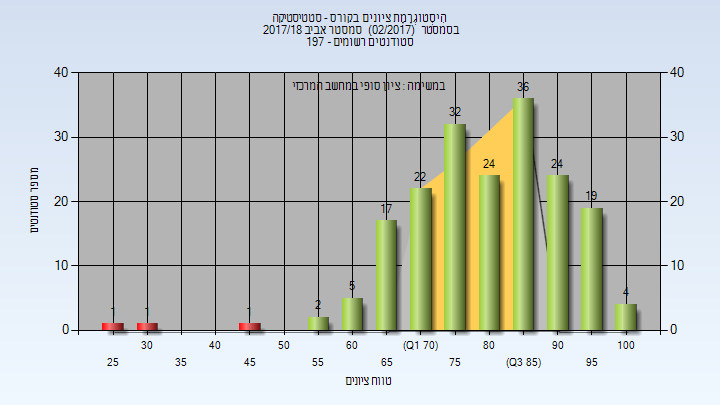 הִיסְטוֹגְרַמַת ציונים בקורס - סטטיסטיקה
בסמסטר (02/2017) סמסטר אביב 2017/18
סטודנטים רשומים - 197
במשימה : ציון סופי במחשב המרכזי
מספר סטודנטים
40 40
30 30
20 20
10 10
0 0
1 1 1 2 5 17 22 32 24 36 24 19 4
30 40 50 60 (Q1 70) 80 90 100
25 35 45 55 65 75 (Q3 85) 95
טווח ציונים